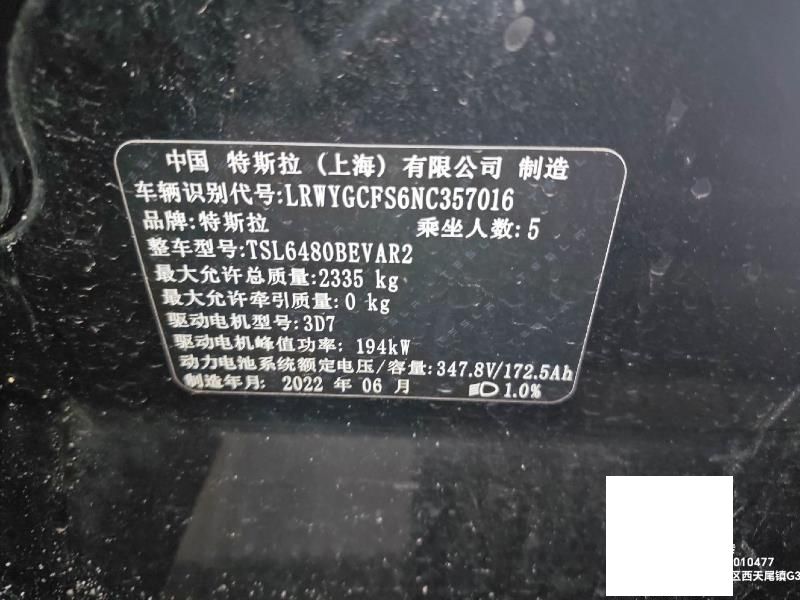 中国 特斯拉 (上海) 有限公司 制造
车辆识别代号:LRWYGCFS6NC357016
品牌:特斯拉 乘坐人数:5
整车型号:TSL6480BEVAR2
最大允许总质量:2335 kg
最大允许牵引质量:0 kg
驱动电机型号:3D7
驱动电机峰值功率: 194kW
动力电池系统额定电压/容量:347.8V/172.5Ah
制造年月: 2022 年 06 月 1.0%
010477
区西天尾镇G3